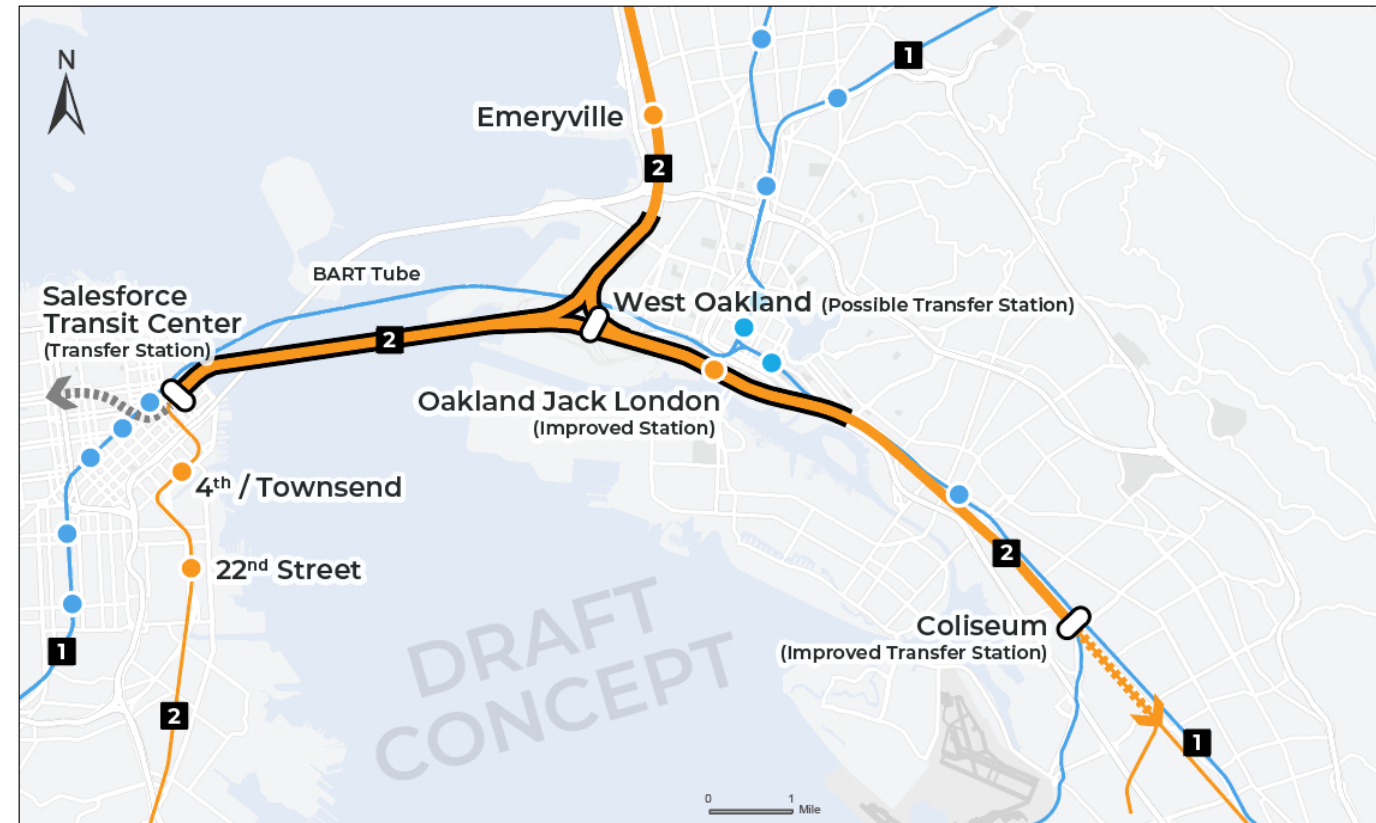 N
1
Emeryville
2
BART Tube
Salesforce
Transit Center
(Transfer Station)
West Oakland (Possible Transfer Station)
2
Oakland Jack London
(Improved Station)
4th / Townsend
2
22nd Street
DRAFT
CONCEPT
Coliseum
(Improved Transfer Station)
1
2
1
0 1
Mile